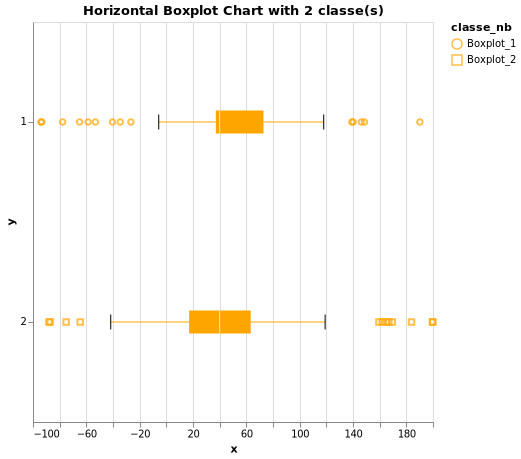 Horizontal Boxplot Chart with 2 classe(s)
classe_nb
Boxplot_1
Boxplot_2
1
y
2
−100 −60 −20 20 60 100 140 180
x